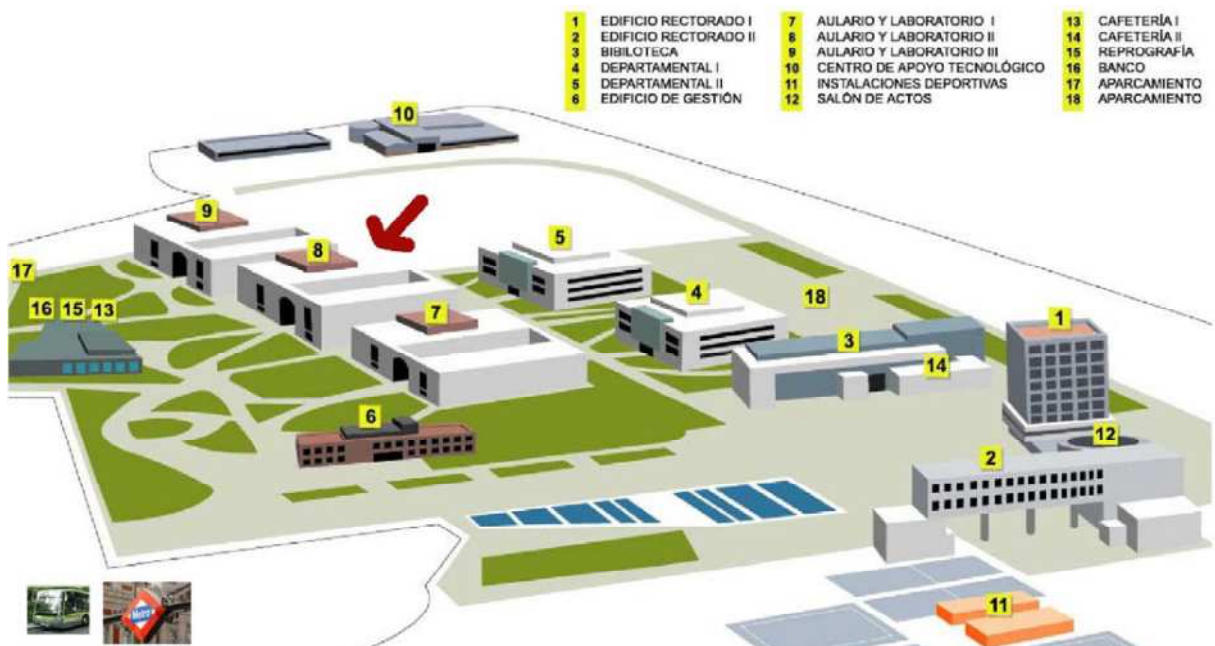 1 EDIFICIO RECTORADO I
2 EDIFICIO RECTORADO II
3 BIBILOTECA
4 DEPARTAMENTAL I
5 DEPARTAMENTAL II
6 EDIFICIO DE GESTIÓN
7 AULARIO Y LABORATORIO I
8 AULARIO Y LABORATORIO II
9 AULARIO Y LABORATORIO III
10 CENTRO DE APOYO TECNOLÓGICO
11 INSTALACIONES DEPORTIVAS
12 SALÓN DE ACTOS
13 CAFETERÍA I
14 CAFETERÍA II
15 REPROGRAFÍA
16 BANCO
17 APARCAMIENTO
18 APARCAMIENTO
10
9
8
5
17
4
18
16 15 13
7
1
3
14
6
12
2
11
Metro